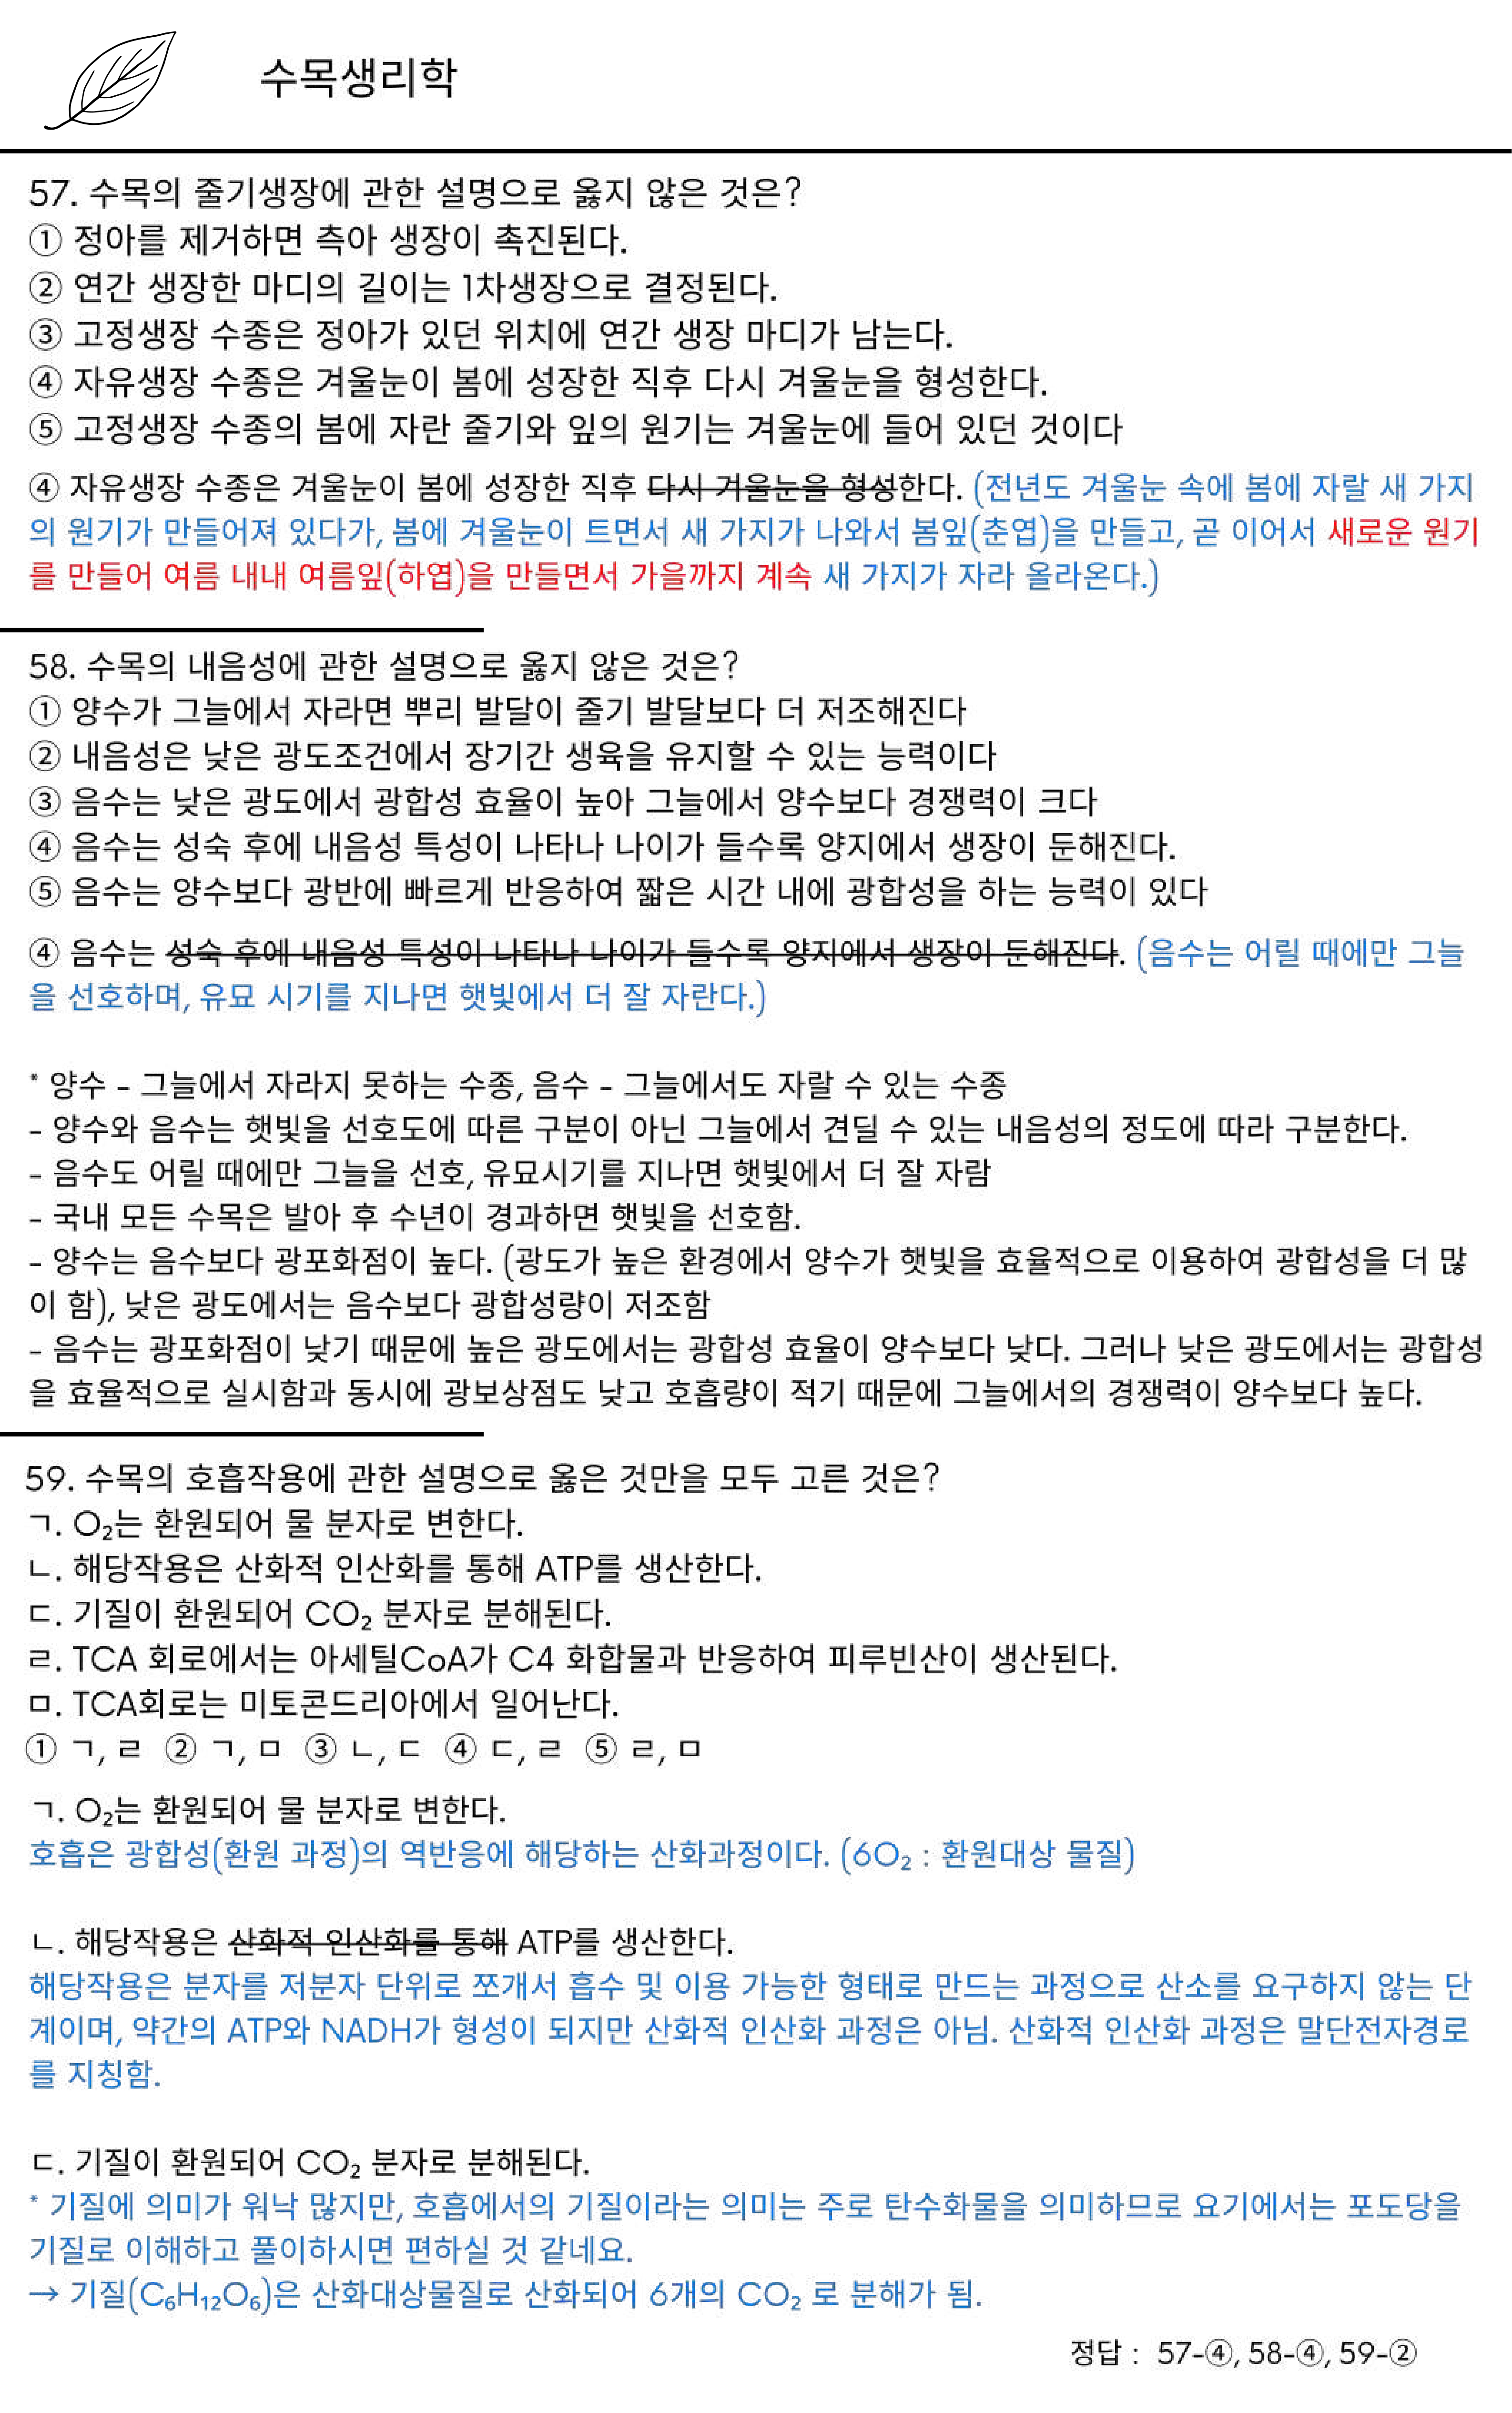 수목생리학
57. 수목의 줄기생장에 관한 설명으로 옳지 않은 것은?
① 정아를 제거하면 측아 생장이 촉진된다.
② 연간 생장한 마디의 길이는 1차생장으로 결정된다.
③ 고정생장 수종은 정아가 있던 위치에 연간 생장 마디가 남는다.
④ 자유생장 수종은 겨울눈이 봄에 성장한 직후 다시 겨울눈을 형성한다.
⑤ 고정생장 수종의 봄에 자란 줄기와 잎의 원기는 겨울눈에 들어 있던 것이다
④ 자유생장 수종은 겨울눈이 봄에 성장한 직후 다시 겨울눈을 형성한다. (전년도 겨울눈 속에 봄에 자랄 새 가지
의 원기가 만들어져 있다가, 봄에 겨울눈이 트면서 새 가지가 나와서 봄잎(춘엽)을 만들고, 곧 이어서 새로운 원기
를 만들어 여름 내내 여름잎(하엽)을 만들면서 가을까지 계속 새 가지가 자라 올라온다.)
58. 수목의 내음성에 관한 설명으로 옳지 않은 것은?
① 양수가 그늘에서 자라면 뿌리 발달이 줄기 발달보다 더 저조해진다
② 내음성은 낮은 광도조건에서 장기간 생육을 유지할 수 있는 능력이다
③ 음수는 낮은 광도에서 광합성 효율이 높아 그늘에서 양수보다 경쟁력이 크다
④ 음수는 성숙 후에 내음성 특성이 나타나 나이가 들수록 양지에서 생장이 둔해진다.
⑤ 음수는 양수보다 광반에 빠르게 반응하여 짧은 시간 내에 광합성을 하는 능력이 있다
④ 음수는 성숙 후에 내음성 특성이 나타나 나이가 들수록 양지에서 생장이 둔해진다. (음수는 어릴 때에만 그늘
을 선호하며, 유묘 시기를 지나면 햇빛에서 더 잘 자란다.)
* 양수 - 그늘에서 자라지 못하는 수종, 음수 - 그늘에서도 자랄 수 있는 수종
- 양수와 음수는 햇빛을 선호도에 따른 구분이 아닌 그늘에서 견딜 수 있는 내음성의 정도에 따라 구분한다.
- 음수도 어릴 때에만 그늘을 선호, 유묘시기를 지나면 햇빛에서 더 잘 자람
- 국내 모든 수목은 발아 후 수년이 경과하면 햇빛을 선호함.
- 양수는 음수보다 광포화점이 높다. (광도가 높은 환경에서 양수가 햇빛을 효율적으로 이용하여 광합성을 더 많
이 함), 낮은 광도에서는 음수보다 광합성량이 저조함
- 음수는 광포화점이 낮기 때문에 높은 광도에서는 광합성 효율이 양수보다 낮다. 그러나 낮은 광도에서는 광합성
을 효율적으로 실시함과 동시에 광보상점도 낮고 호흡량이 적기 때문에 그늘에서의 경쟁력이 양수보다 높다.
59. 수목의 호흡작용에 관한 설명으로 옳은 것만을 모두 고른 것은?
ㄱ. O₂는 환원되어 물 분자로 변한다.
ㄴ. 해당작용은 산화적 인산화를 통해 ATP를 생산한다.
ㄷ. 기질이 환원되어 CO₂ 분자로 분해된다.
ㄹ. TCA 회로에서는 아세틸CoA가 C4 화합물과 반응하여 피루빈산이 생산된다.
ㅁ. TCA회로는 미토콘드리아에서 일어난다.
① ㄱ, ㄹ ② ㄱ, ㅁ ③ ㄴ, ㄷ ④ ㄷ, ㄹ ⑤ ㄹ, ㅁ
ㄱ. O₂는 환원되어 물 분자로 변한다.
호흡은 광합성(환원 과정)의 역반응에 해당하는 산화과정이다. (6O₂ : 환원대상 물질)
ㄴ. 해당작용은 산화적 인산화를 통해 ATP를 생산한다.
해당작용은 분자를 저분자 단위로 쪼개서 흡수 및 이용 가능한 형태로 만드는 과정으로 산소를 요구하지 않는 단
계이며, 약간의 ATP와 NADH가 형성이 되지만 산화적 인산화 과정은 아님. 산화적 인산화 과정은 말단전자경로
를 지칭함.
ㄷ. 기질이 환원되어 CO₂ 분자로 분해된다.
* 기질에 의미가 워낙 많지만, 호흡에서의 기질이라는 의미는 주로 탄수화물을 의미하므로 요기에서는 포도당을
기질로 이해하고 풀이하시면 편하실 것 같네요.
→ 기질(C₆H₁₂O₆)은 산화대상물질로 산화되어 6개의 CO₂ 로 분해가 됨.
정답 : 57-④, 58-④, 59-②